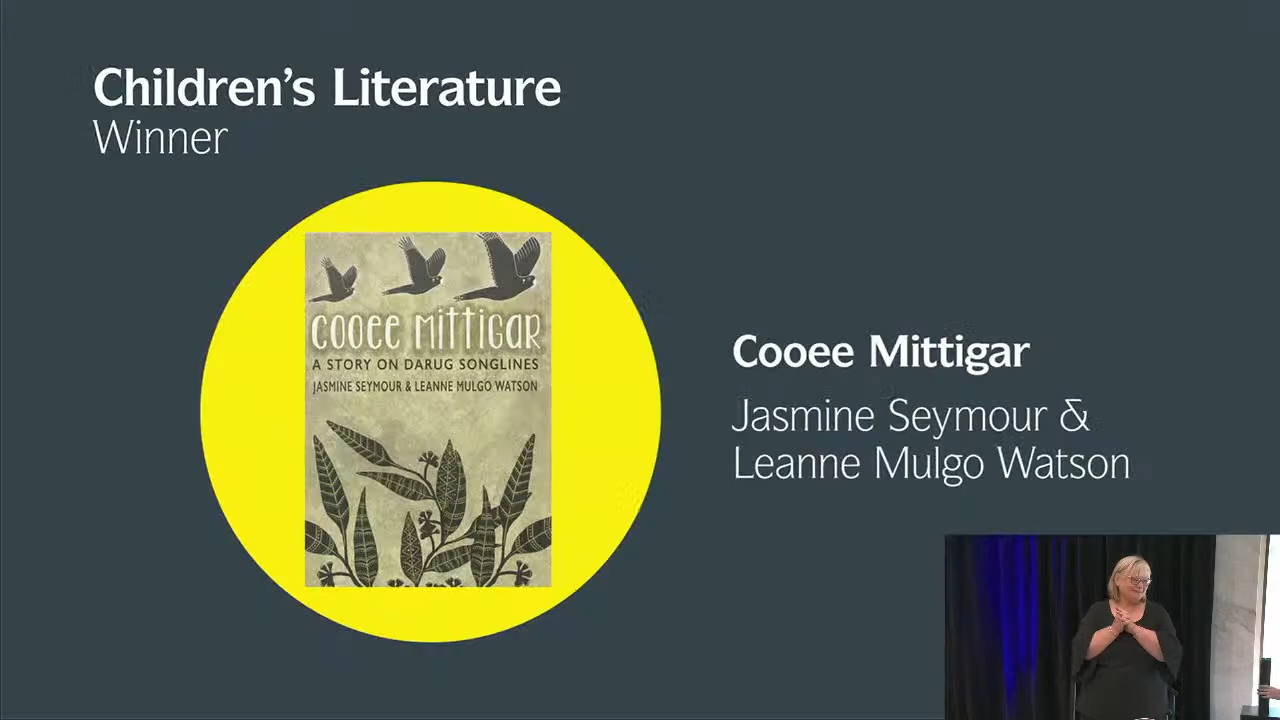 Children's Literature
Winner
cooee mittigar
A STORY ON DARUG SONGLINES
JASMINE SEYMOUR & LEANNE MULGO WATSON
Cooee Mittigar
Jasmine Seymour &
Leanne Mulgo Watson